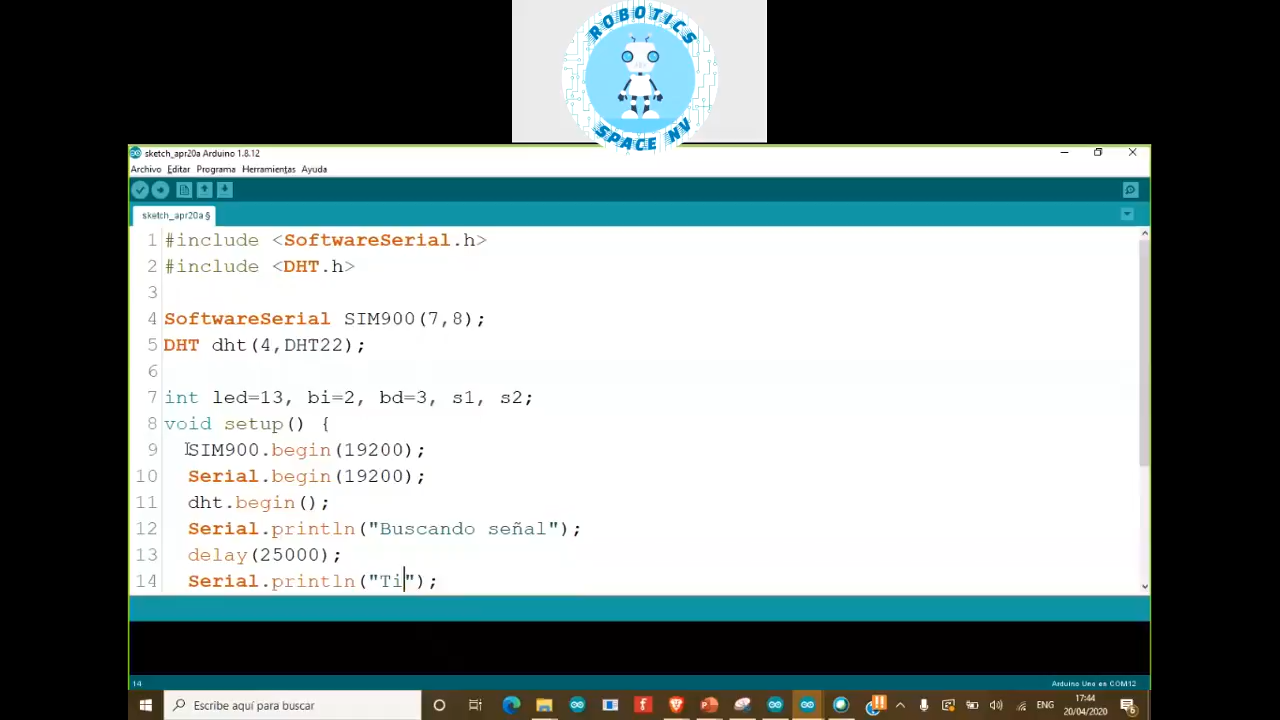 ROBOTICS
SPACE NV
sketch_apr20a Arduino 1.8.12
Archivo Editar Programa Herramientas Ayuda
sketch_apr20a §
1 #include <SoftwareSerial.h>
2 #include <DHT.h>
3
4 SoftwareSerial SIM900(7,8);
5 DHT dht(4,DHT22);
6
7 int led=13, bi=2, bd=3, s1, s2;
8 void setup() {
9 SIM900.begin(19200);
10 Serial.begin(19200);
11 dht.begin();
12 Serial.println("Buscando señal");
13 delay(25000);
14 Serial.println("Ti");
14
Arduino Uno en COM12
Escribe aquí para buscar
ENG
17:44
20/04/2020
6